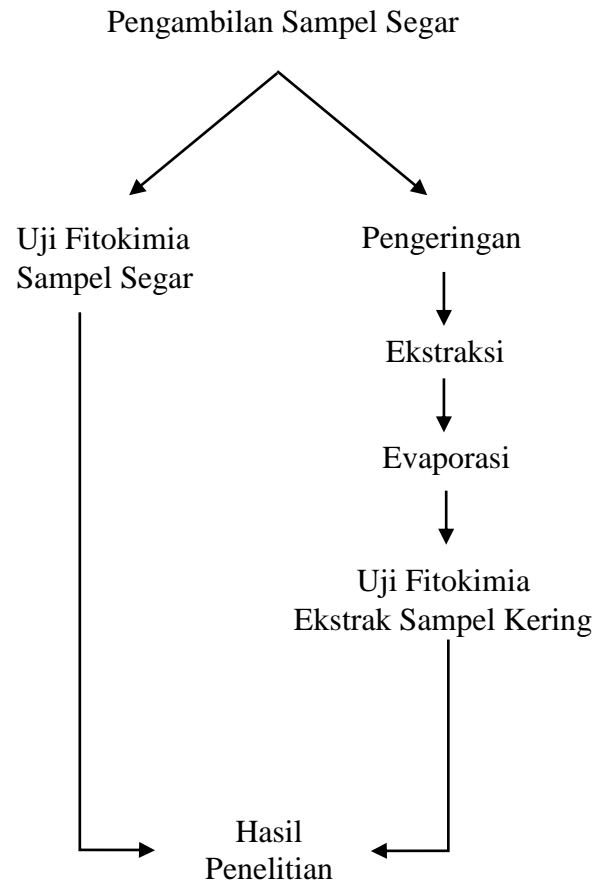 Pengambilan Sampel Segar
Uji Fitokimia
Sampel Segar
Pengeringan
Ekstraksi
Evaporasi
Uji Fitokimia
Ekstrak Sampel Kering
Hasil
Penelitian